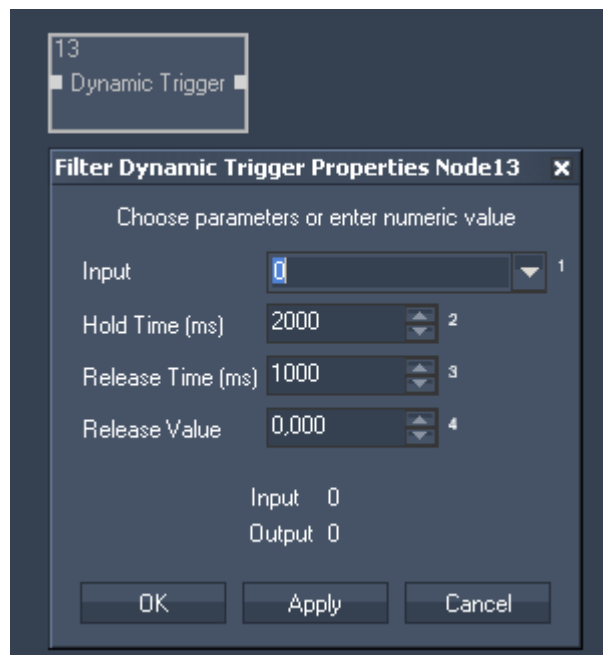 13
Dynamic Trigger
Filter Dynamic Trigger Properties Node13 x
Choose parameters or enter numeric value
Input 0 1
Hold Time (ms) 2000 2
Release Time (ms) 1000 3
Release Value 0,000 4
Input 0
Output 0
OK Apply Cancel